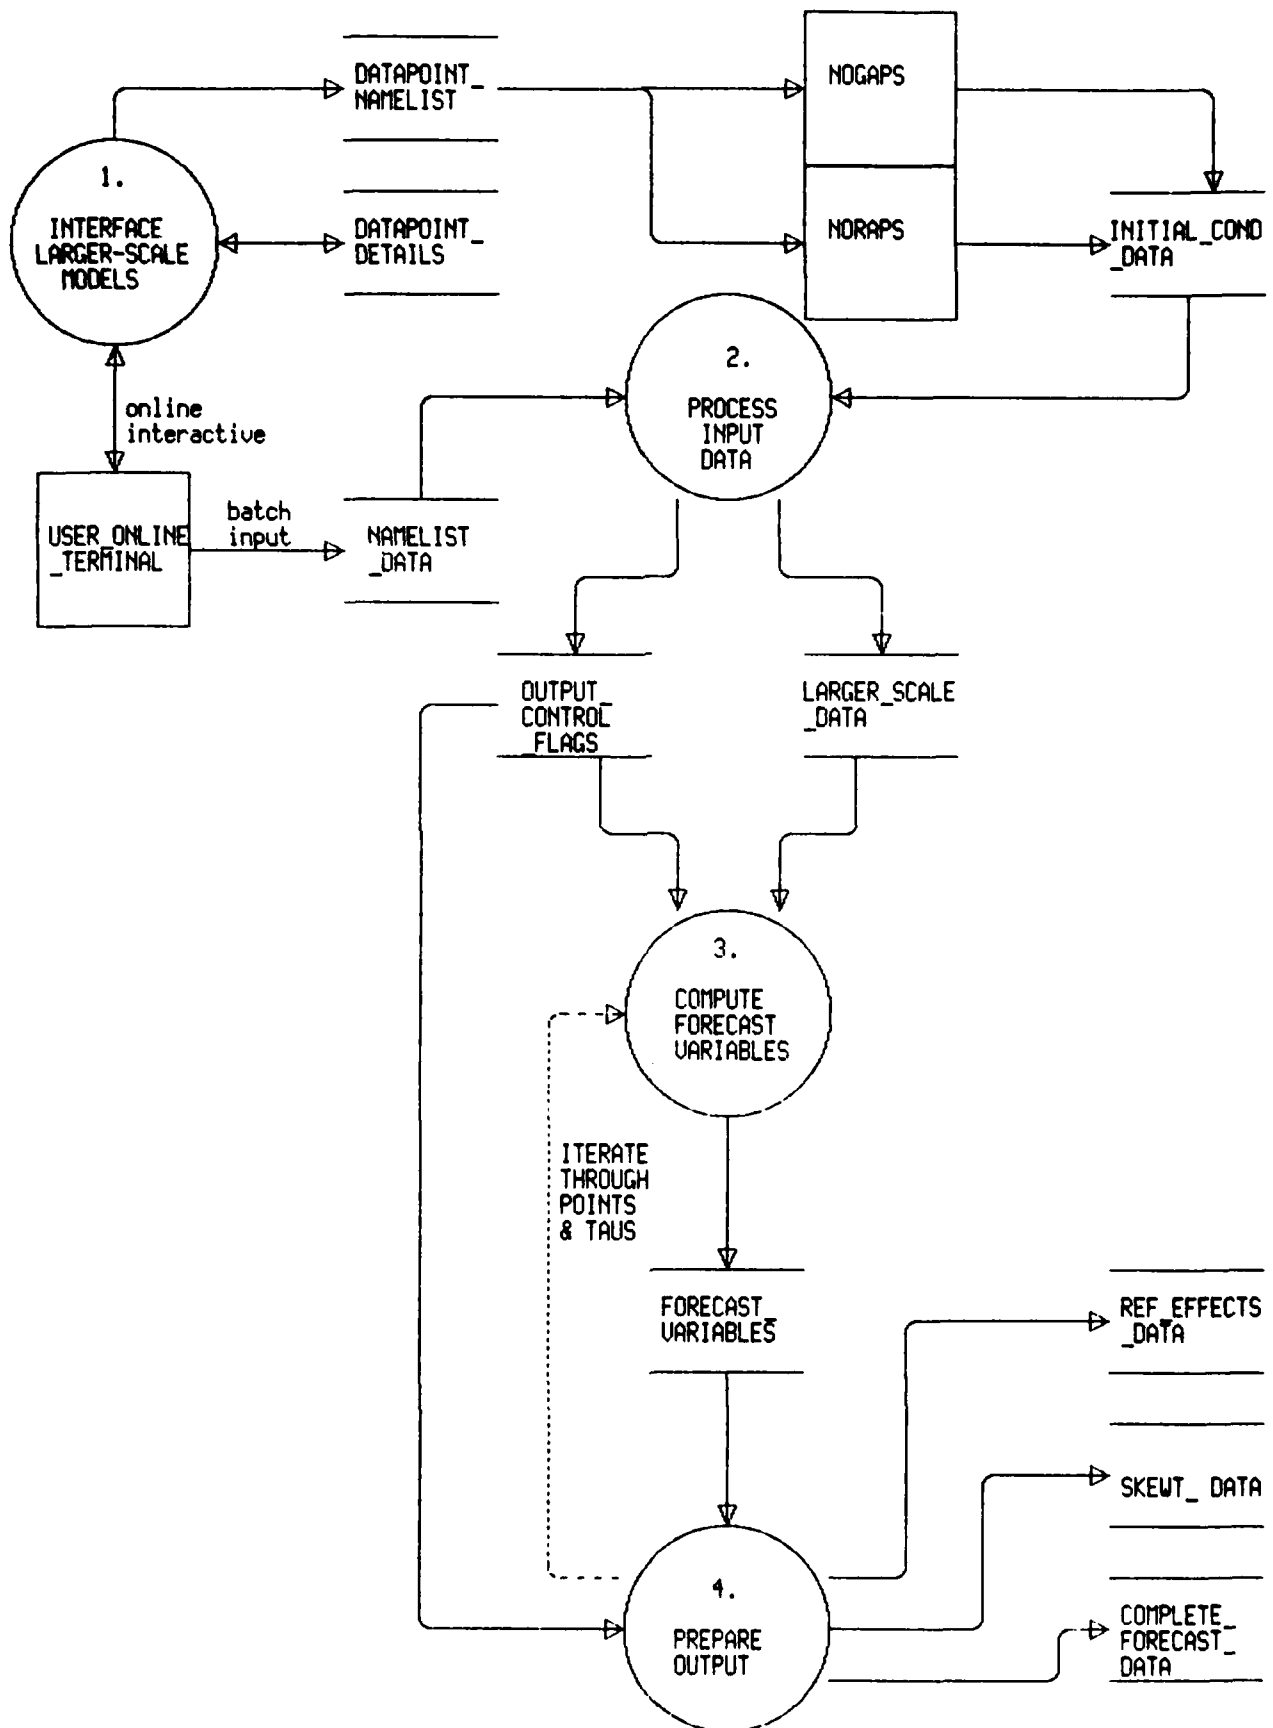 DATAPOINT_
NAMELIST
NOGAPS
1.
INTERFACE
LARGER-SCALE
MODELS
DATAPOINT_
DETAILS
NORAPS
INITIAL_COND
_DATA
2.
PROCESS
INPUT
DATA
online
interactive
USER_ONLINE
_TERMINAL
batch
input
NAMELIST
_DATA
OUTPUT_
CONTROL
_FLAGS
LARGER_SCALE
_DATA
3.
COMPUTE
FORECAST
VARIABLES
ITERATE
THROUGH
POINTS
& TAUS
FORECAST_
VARIABLES
REF_EFFECTS
_DATA
SKEWT_ DATA
4.
PREPARE
OUTPUT
COMPLETE_
FORECAST_
DATA